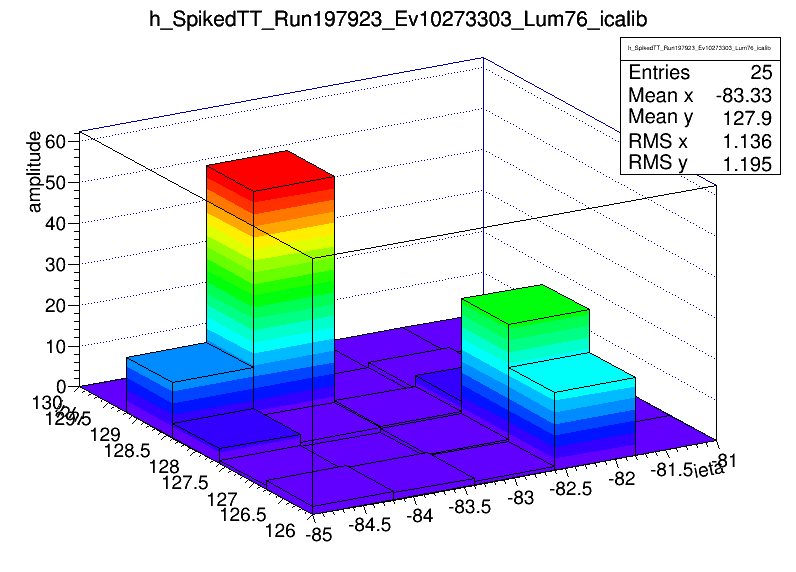 h_SpikedTT_Run197923_Ev10273303_Lum76_icalib
h_SpikedTT_Run197923_Ev10273303_Lum76_icalib
Entries 25
Mean x -83.33
Mean y 127.9
RMS x 1.136
RMS y 1.195
amplitude
60
50
40
30
20
10
0
130
129.5
129
128.5
128
127.5
127
126.5
126
-85
-84.5
-84
-83.5
-83
-82.5
-82
-81.5
-81
ieta